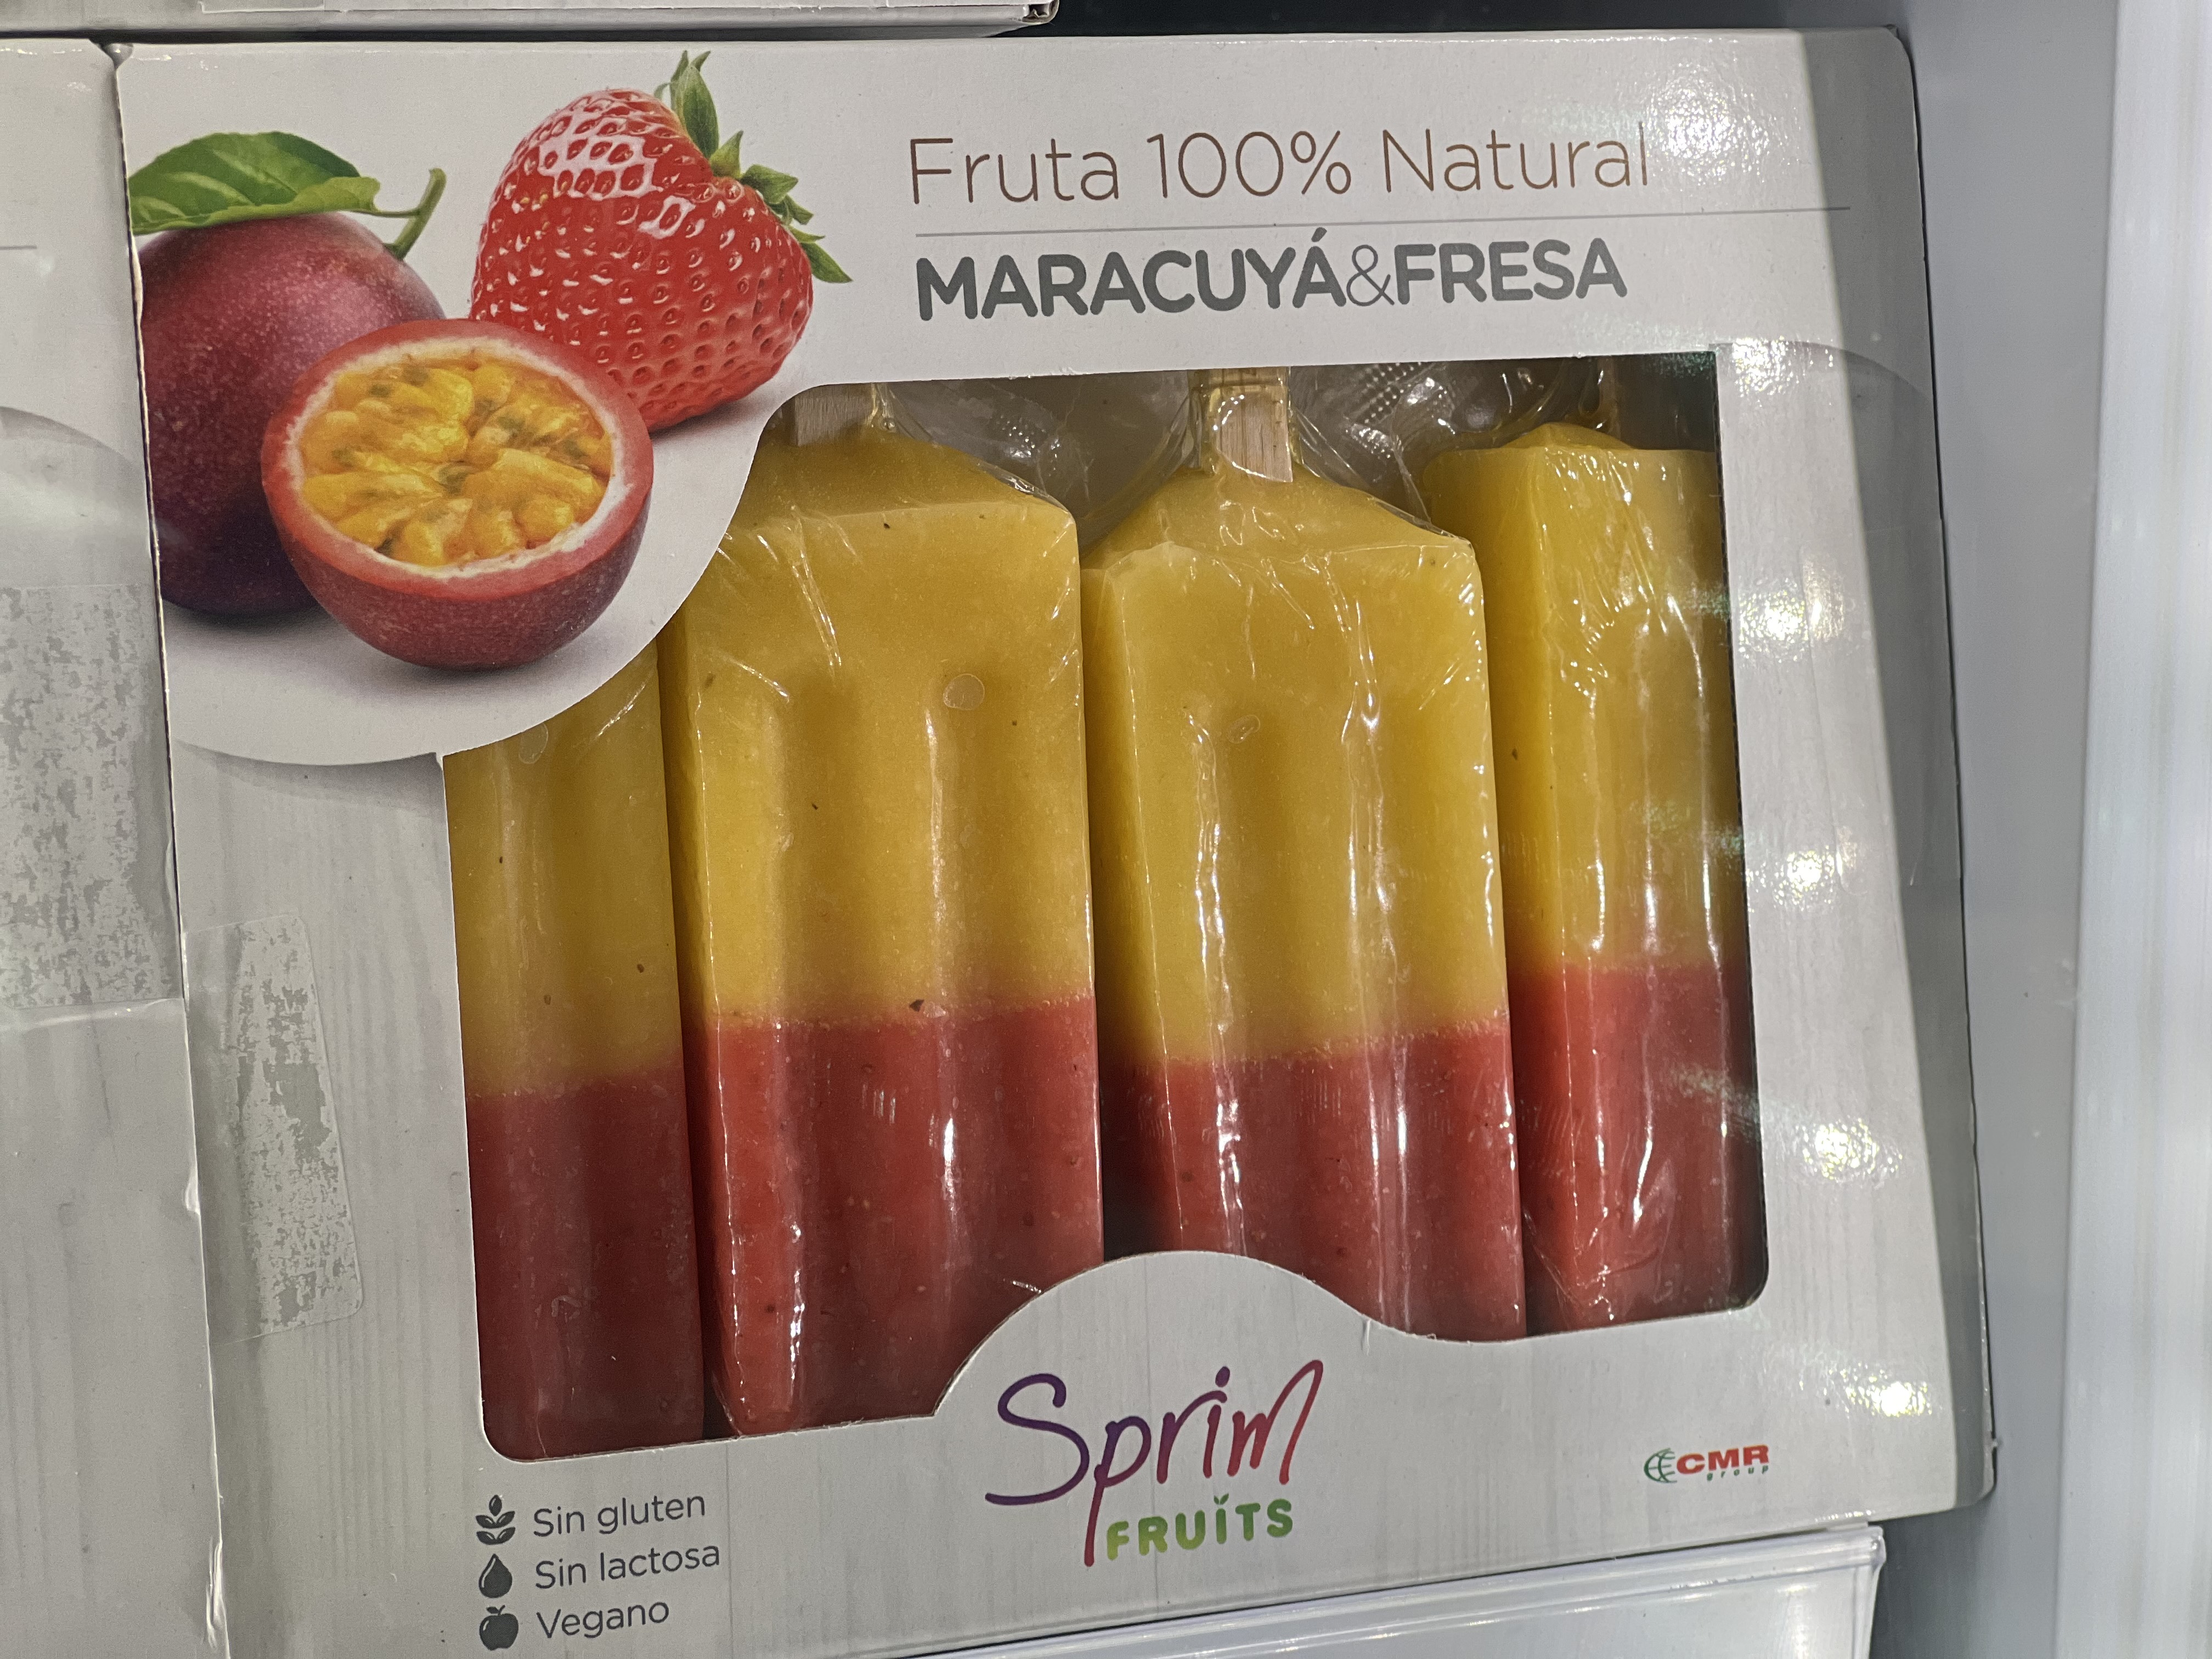 Fruta 100% Natural
MARACUYÁ&FRESA
Sprim
FRUITS
CMR
group
Sin gluten
Sin lactosa
Vegano